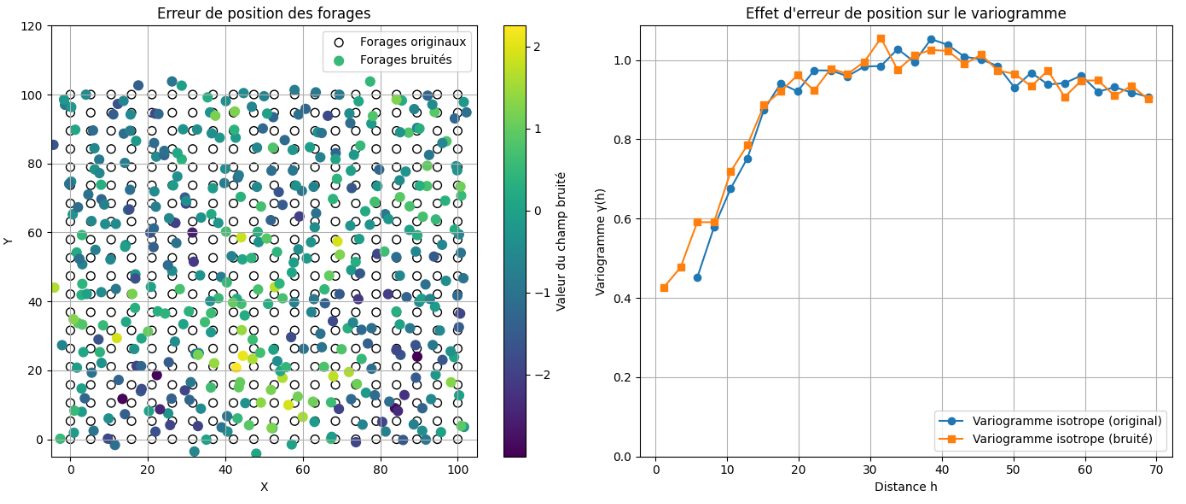 Erreur de position des forages
Forages originaux
Forages bruités
120
100
80
60
40
20
0
Y
0
20
40
60
80
100
X
2
1
0
−1
−2
Valeur du champ bruité
Effet d'erreur de position sur le variogramme
1.0
0.8
0.6
0.4
0.2
0.0
Variogramme γ(h)
Variogramme isotrope (original)
Variogramme isotrope (bruité)
0
10
20
30
40
50
60
70
Distance h